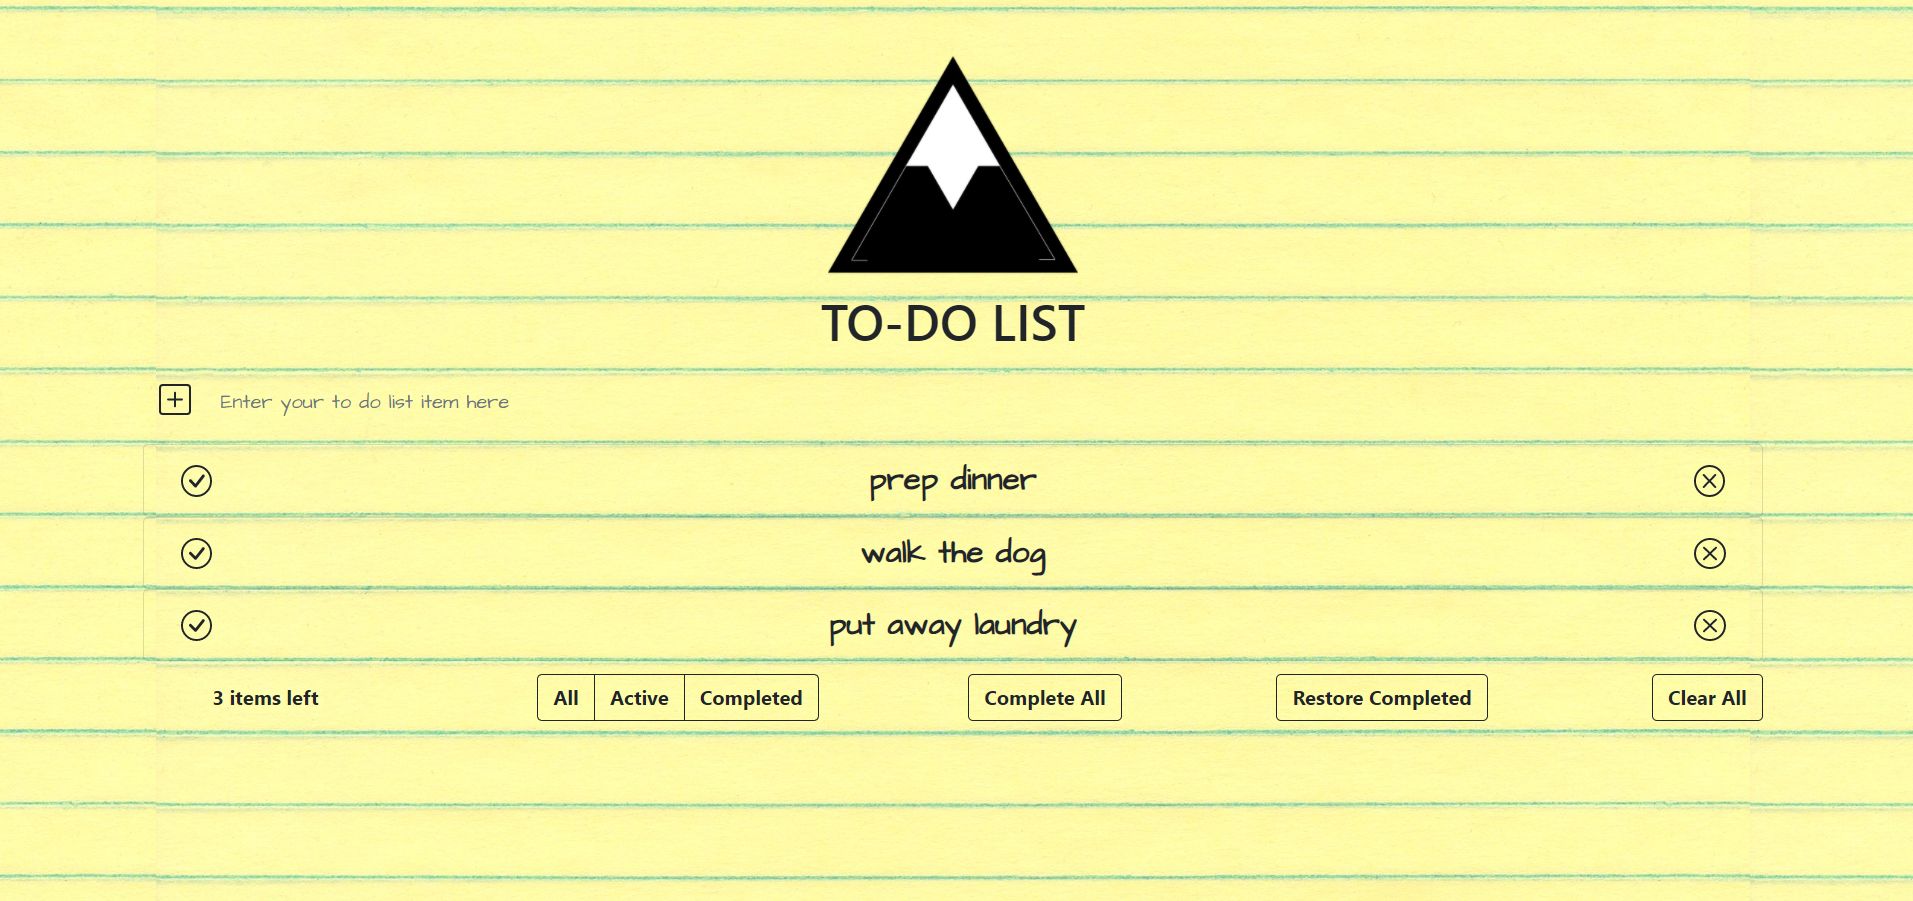 TO-DO LIST
Enter your to do list item here
prep dinner
walk the dog
put away laundry
3 items left All Active Completed Complete All Restore Completed Clear All